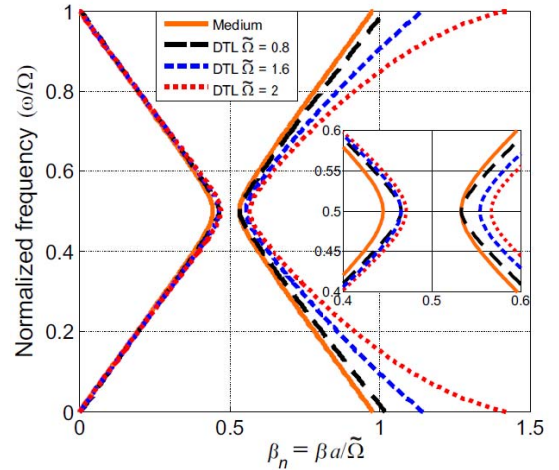 Normalized frequency (ω/Ω)
1
0.8
0.6
0.4
0.2
0
Medium
DTL Ω̃ = 0.8
DTL Ω̃ = 1.6
DTL Ω̃ = 2
0.6
0.55
0.5
0.45
0.4
0.4 0.5 0.6
0 0.5 1 1.5
βn = βa/Ω̃